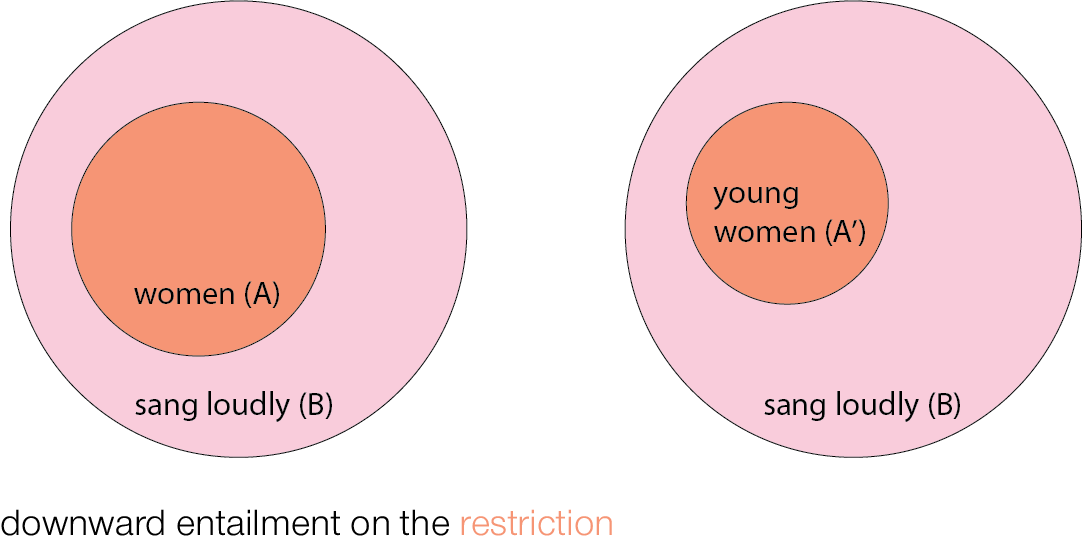 women (A)
sang loudly (B)
young
women (A’)
sang loudly (B)
downward entailment on the restriction